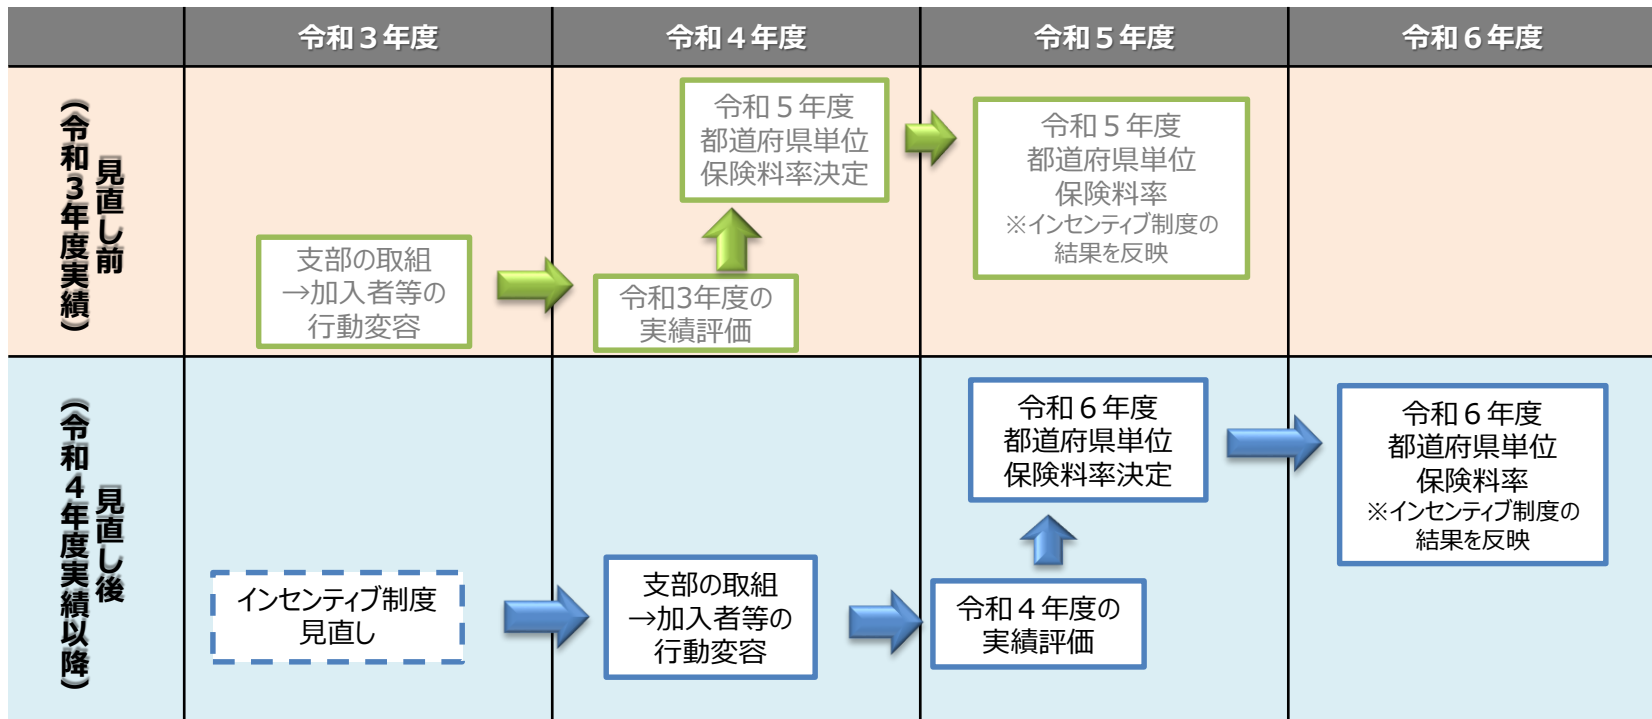 令和３年度
令和４年度
令和５年度
令和６年度
見直し前
（令和３年度実績）
支部の取組
→加入者等の
行動変容
令和3年度の
実績評価
令和５年度
都道府県単位
保険料率決定
令和５年度
都道府県単位
保険料率
※インセンティブ制度の
結果を反映
見直し後
（令和４年度実績以降）
インセンティブ制度
見直し
支部の取組
→加入者等の
行動変容
令和４年度の
実績評価
令和６年度
都道府県単位
保険料率決定
令和６年度
都道府県単位
保険料率
※インセンティブ制度の
結果を反映